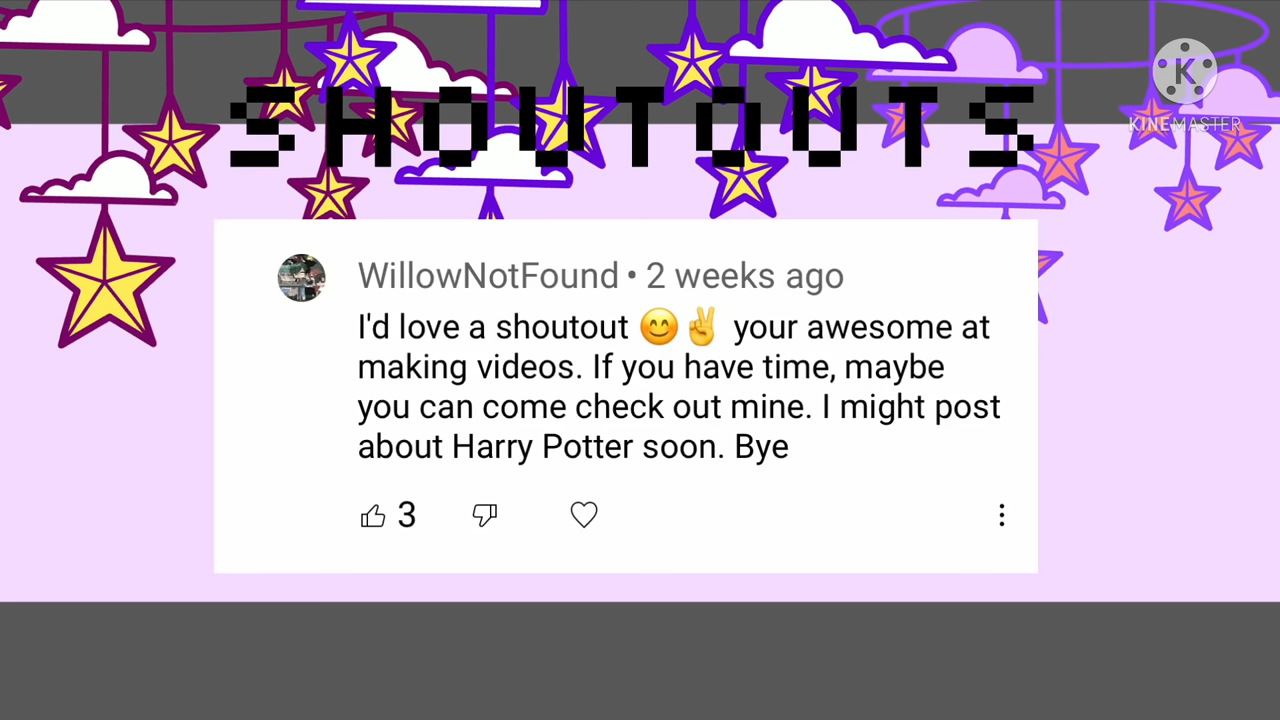 SHOUTOUTS
K
KINEMASTER
WillowNotFound • 2 weeks ago
I'd love a shoutout 😊✌ your awesome at
making videos. If you have time, maybe
you can come check out mine. I might post
about Harry Potter soon. Bye
3